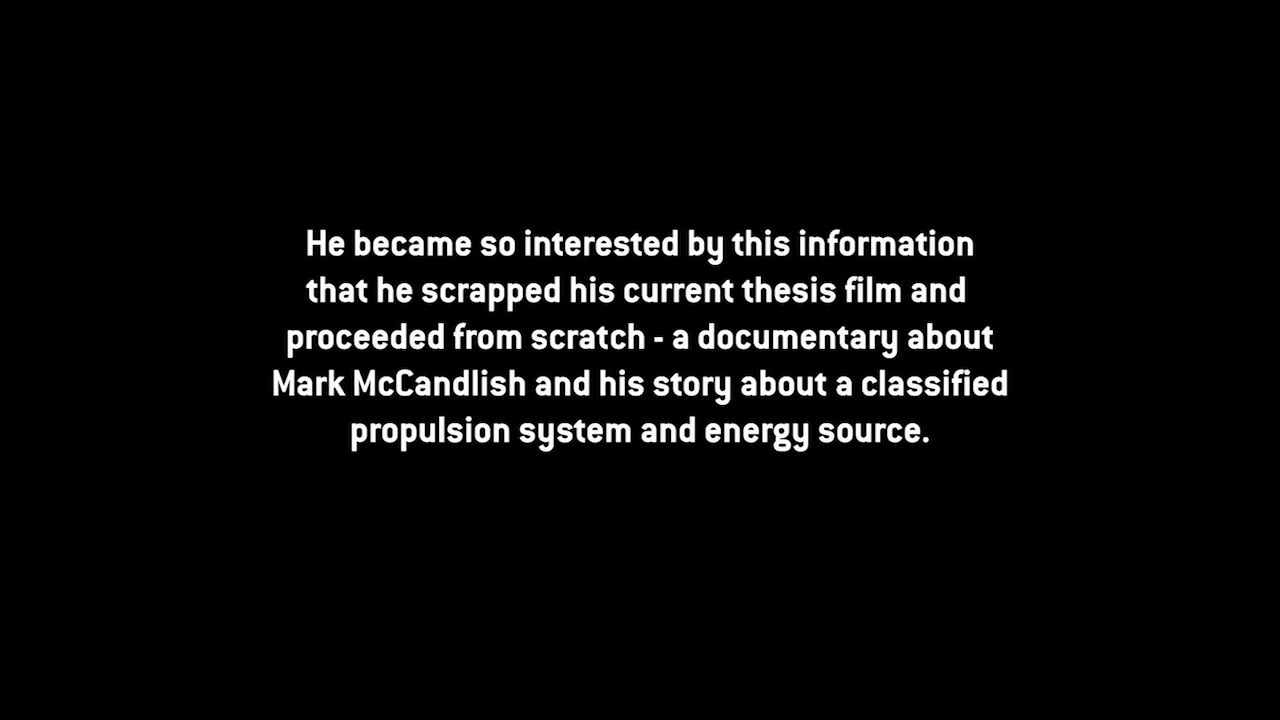 He became so interested by this information
that he scrapped his current thesis film and
proceeded from scratch - a documentary about
Mark McCandlish and his story about a classified
propulsion system and energy source.